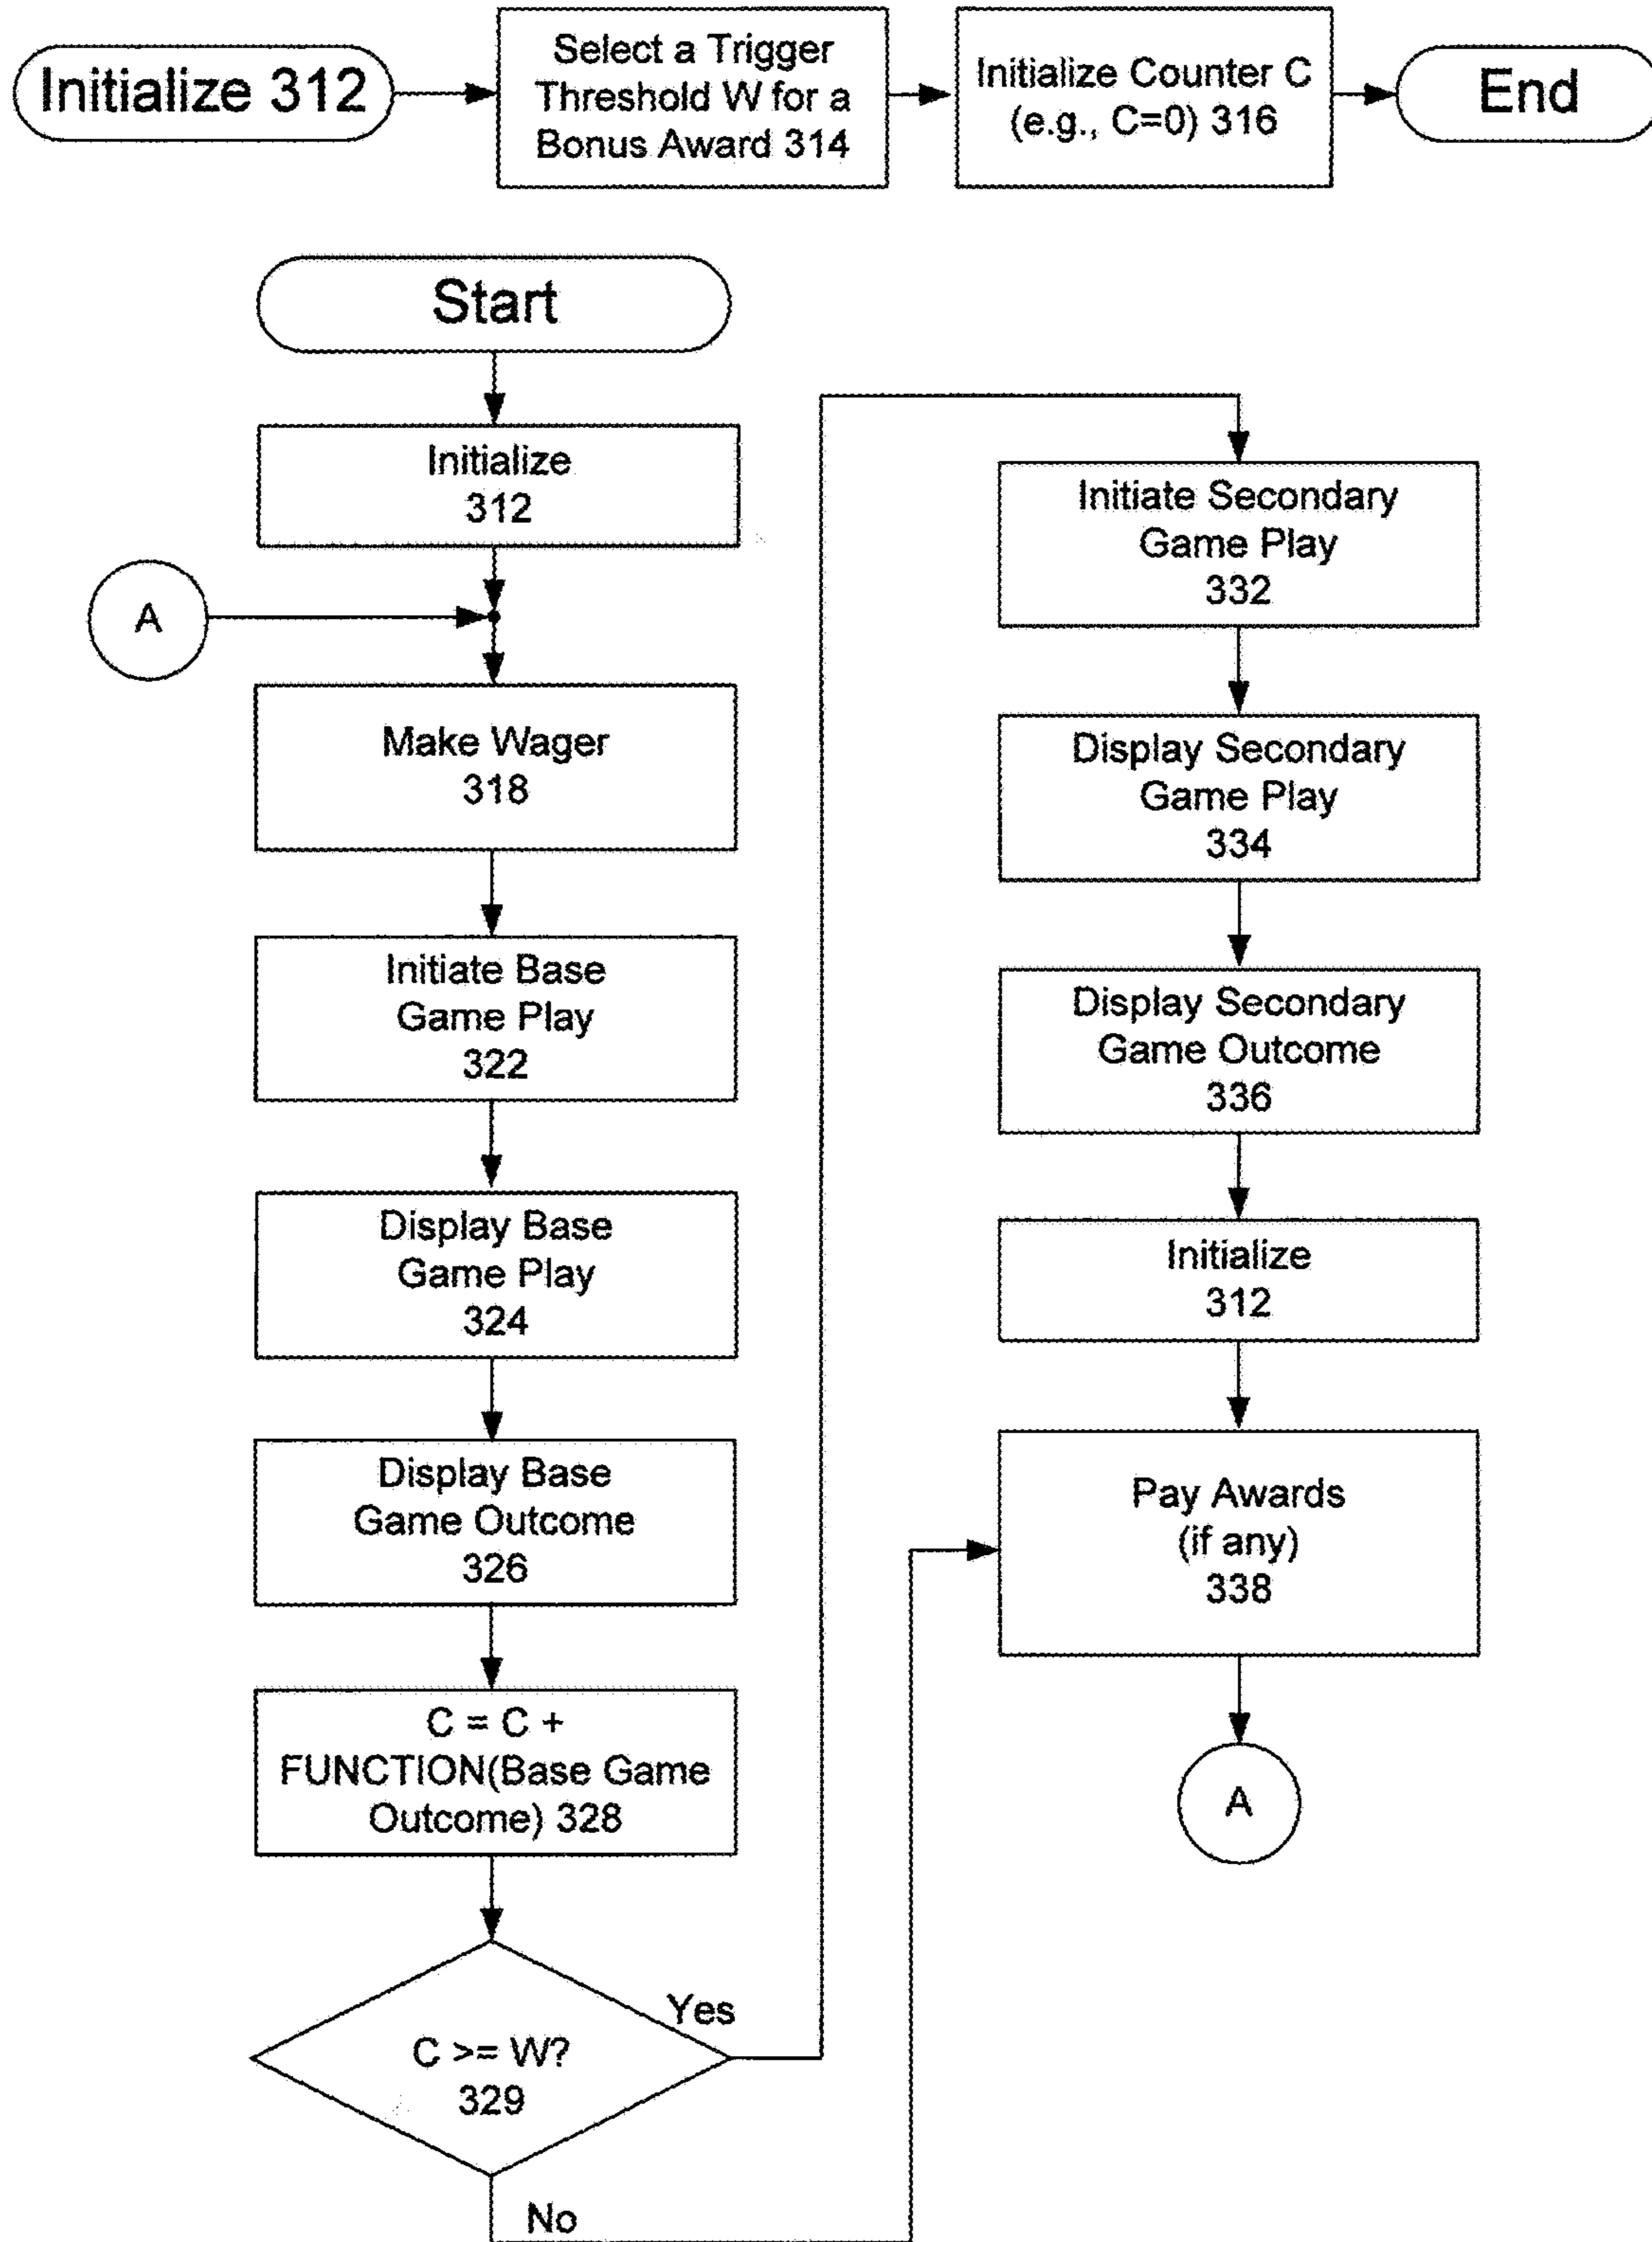 Initialize 312
Select a Trigger
Threshold W for a
Bonus Award 314
Initialize Counter C
(e.g., C=0) 316
End
Start
Initialize
312
A
Make Wager
318
Initiate Base
Game Play
322
Display Base
Game Play
324
Display Base
Game Outcome
326
C = C +
FUNCTION(Base Game
Outcome) 328
C >= W?
329
Yes
No
Initiate Secondary
Game Play
332
Display Secondary
Game Play
334
Display Secondary
Game Outcome
336
Initialize
312
Pay Awards
(if any)
338
A